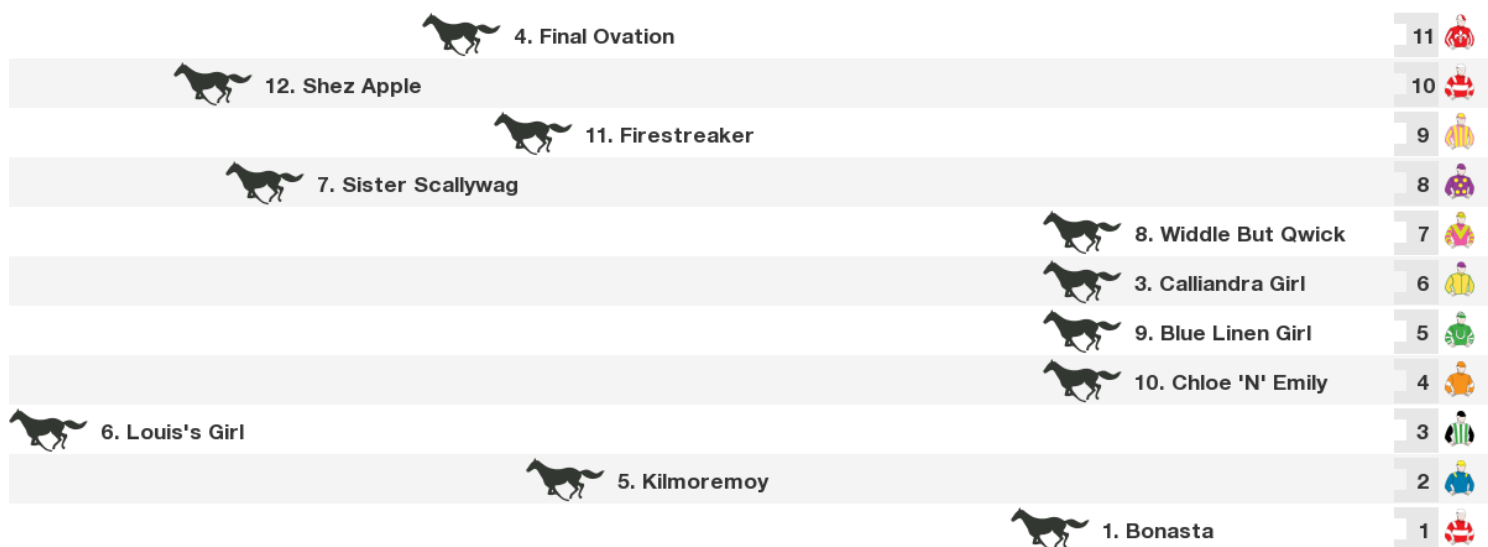 4. Final Ovation 11
12. Shez Apple 10
11. Firestreaker 9
7. Sister Scallywag 8
8. Widdle But Qwick 7
3. Calliandra Girl 6
9. Blue Linen Girl 5
10. Chloe 'N' Emily 4
6. Louis's Girl 3
5. Kilmoremoy 2
1. Bonasta 1